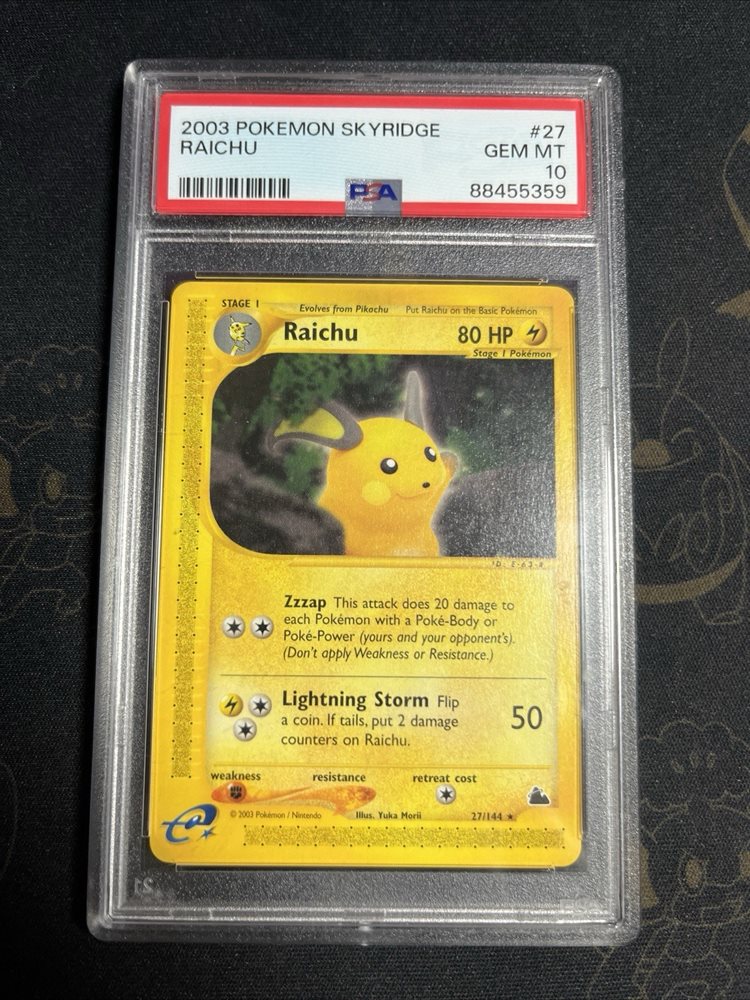 2003 POKEMON SKYRIDGE #27
RAICHU GEM MT
10
PSA 88455359
STAGE 1 Evolves from Pikachu Put Raichu on the Basic Pokémon
Raichu 80 HP
Stage 1 Pokémon
Zzzap This attack does 20 damage to
each Pokémon with a Poké-Body or
Poké-Power (yours and your opponent's).
(Don't apply Weakness or Resistance.)
Lightning Storm Flip
a coin. If tails, put 2 damage
counters on Raichu.
50
weakness resistance retreat cost
© 2003 Pokémon / Nintendo Illus. Yuka Morii 27/144 ★
e